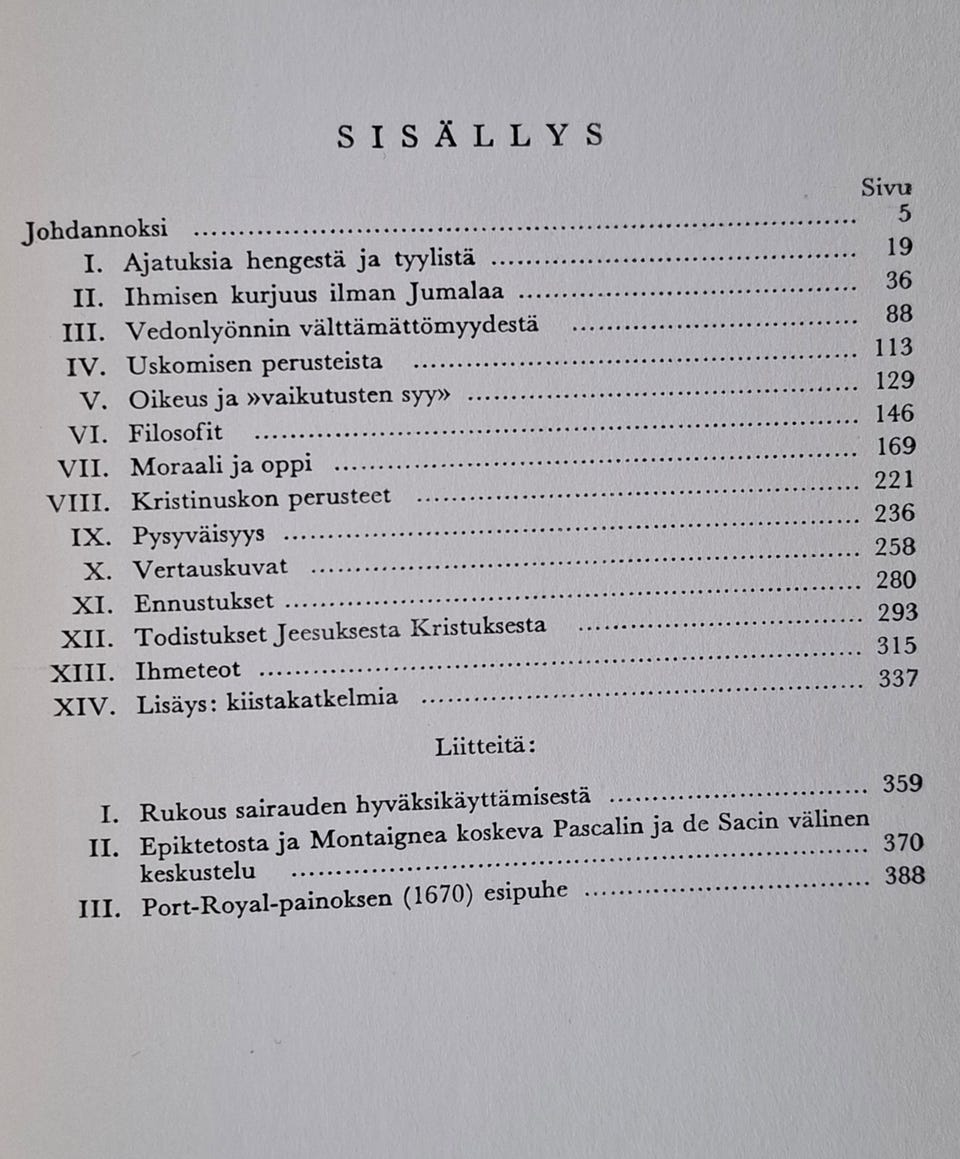 SISÄLLYS
Sivu
Johdannoksi ........ 5
I. Ajatuksia hengestä ja tyylistä ........ 19
II. Ihmisen kurjuus ilman Jumalaa ........ 36
III. Vedonlyönnin välttämättömyydestä ........ 88
IV. Uskomisen perusteista ........ 113
V. Oikeus ja »vaikutusten syy» ........ 129
VI. Filosofit ........ 146
VII. Moraali ja oppi ........ 169
VIII. Kristinuskon perusteet ........ 221
IX. Pysyväisyys ........ 236
X. Vertauskuvat ........ 258
XI. Ennustukset ........ 280
XII. Todistukset Jeesuksesta Kristuksesta ........ 293
XIII. Ihmeteot ........ 315
XIV. Lisäys: kiistakatkelmia ........ 337
Liitteitä:
I. Rukous sairauden hyväksikäyttämisestä ........ 359
II. Epiktetosta ja Montaignea koskeva Pascalin ja de Sacin välinen
keskustelu ........ 370
III. Port-Royal-painoksen (1670) esipuhe ........ 388